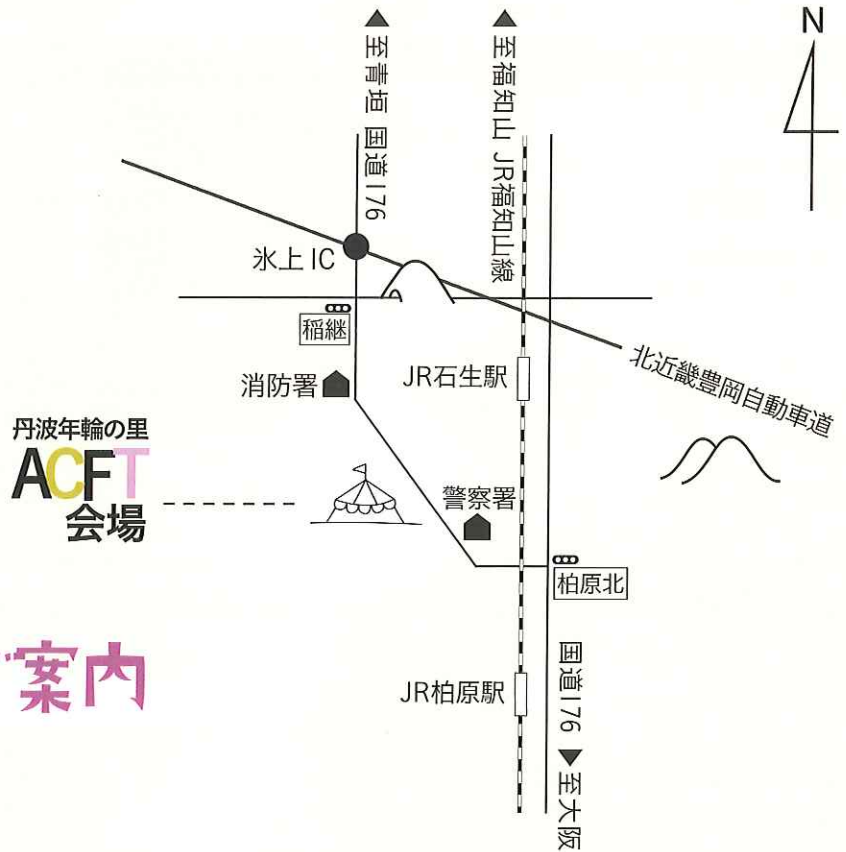 ▲至青垣 国道176
▲至福知山 JR福知山線
N
氷上IC
稲継
消防署
JR石生駅
北近畿豊岡自動車道
丹波年輪の里
ACFT
会場
警察署
柏原北
案内
JR柏原駅
国道176 ▼至大阪